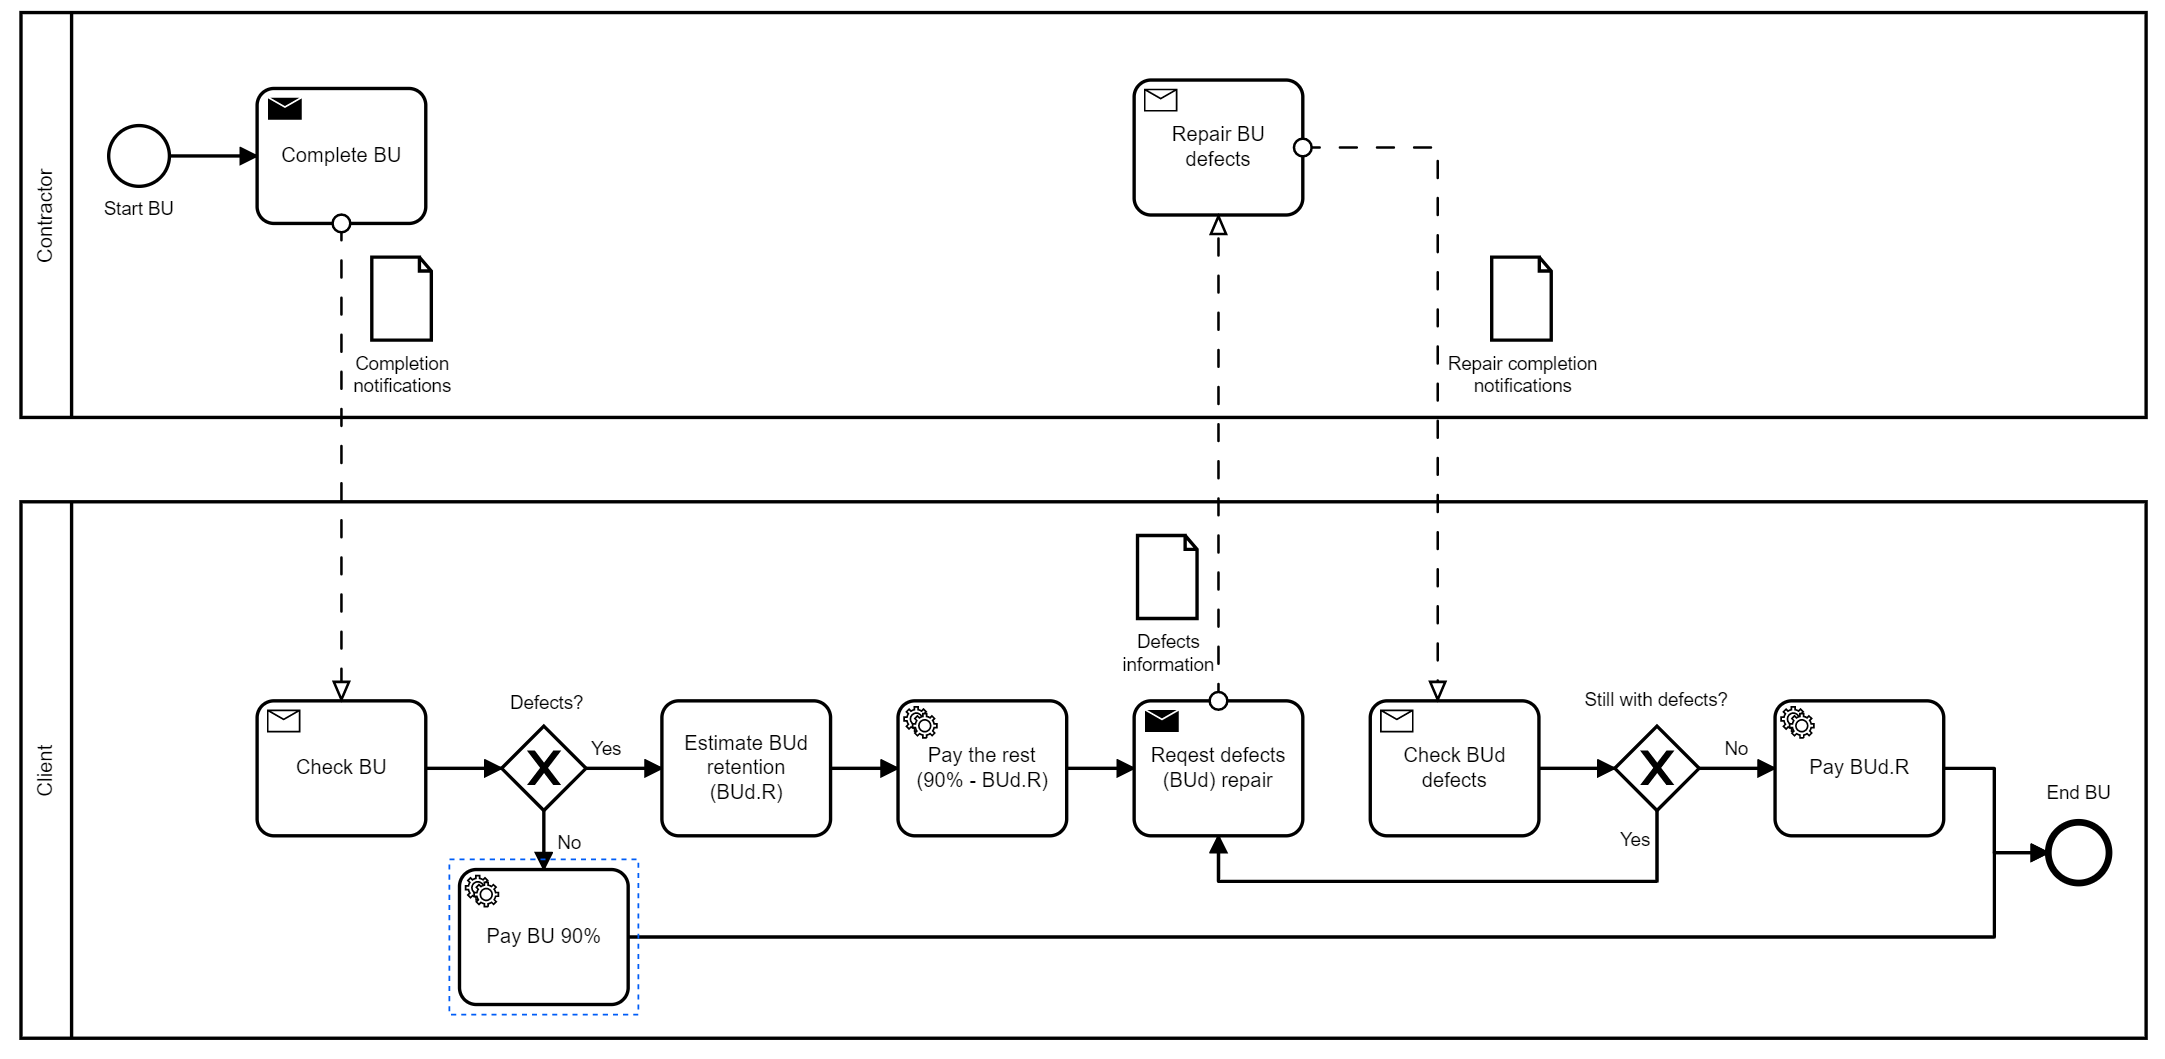 Contractor
Start BU
Complete BU
Completion
notifications
Repair BU
defects
Repair completion
notifications
Client
Check BU
Defects?
Yes
No
Pay BU 90%
Estimate BUd
retention
(BUd.R)
Pay the rest
(90% - BUd.R)
Defects
information
Reqest defects
(BUd) repair
Check BUd
defects
Still with defects?
No
Yes
Pay BUd.R
End BU